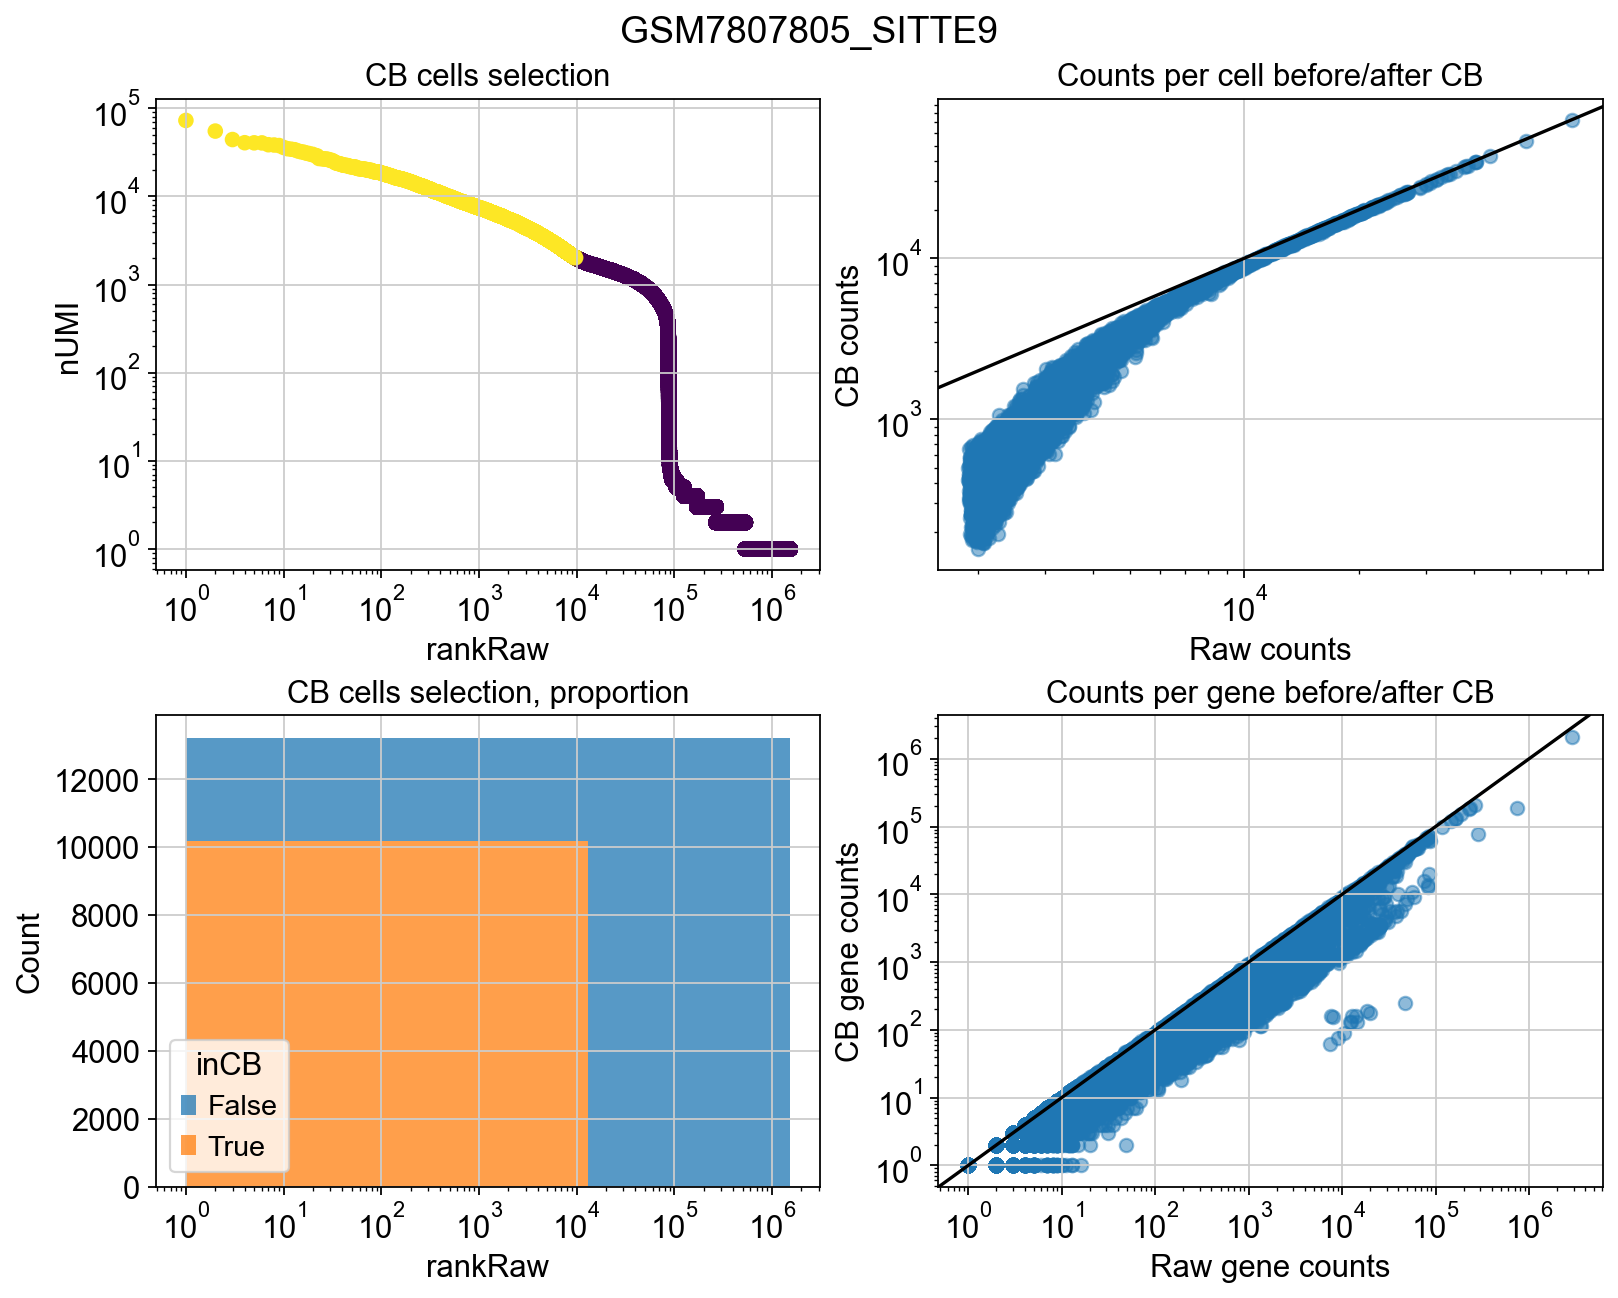 GSM7807805_SITTE9
CB cells selection
nUMI
10^5
10^4
10^3
10^2
10^1
10^0
10^0 10^1 10^2 10^3 10^4 10^5 10^6
rankRaw
Counts per cell before/after CB
CB counts
10^4
10^3
10^4
Raw counts
CB cells selection, proportion
Count
12000
10000
8000
6000
4000
2000
0
inCB
False
True
10^0 10^1 10^2 10^3 10^4 10^5 10^6
rankRaw
Counts per gene before/after CB
CB gene counts
10^6
10^5
10^4
10^3
10^2
10^1
10^0
10^0 10^1 10^2 10^3 10^4 10^5 10^6
Raw gene counts